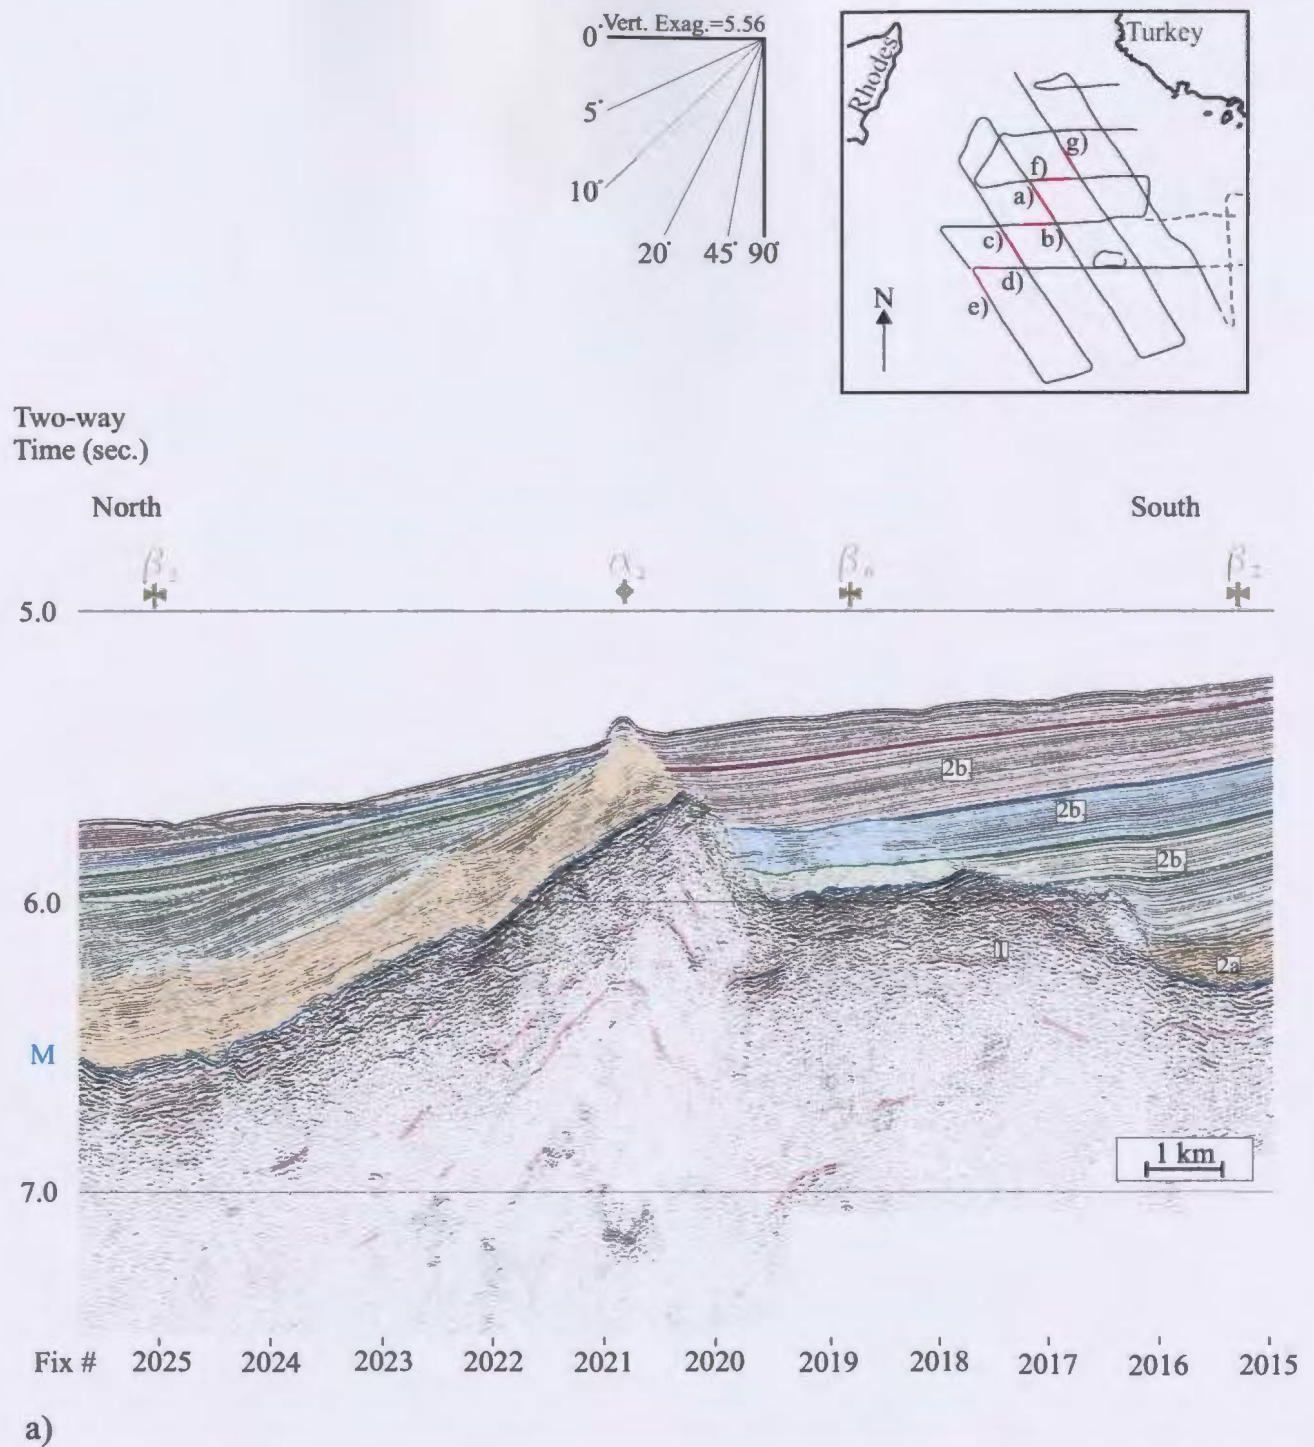 Vert. Exag.=5.56
0°
5°
10°
20° 45° 90°
Rhodes
Turkey
g)
f)
a)
b)
c)
d)
e)
N
Two-way
Time (sec.)
North South
α₂ β₂
5.0
2b.
2b.
2b
6.0
1
2a
M
1 km
7.0
Fix # 2025 2024 2023 2022 2021 2020 2019 2018 2017 2016 2015
a)